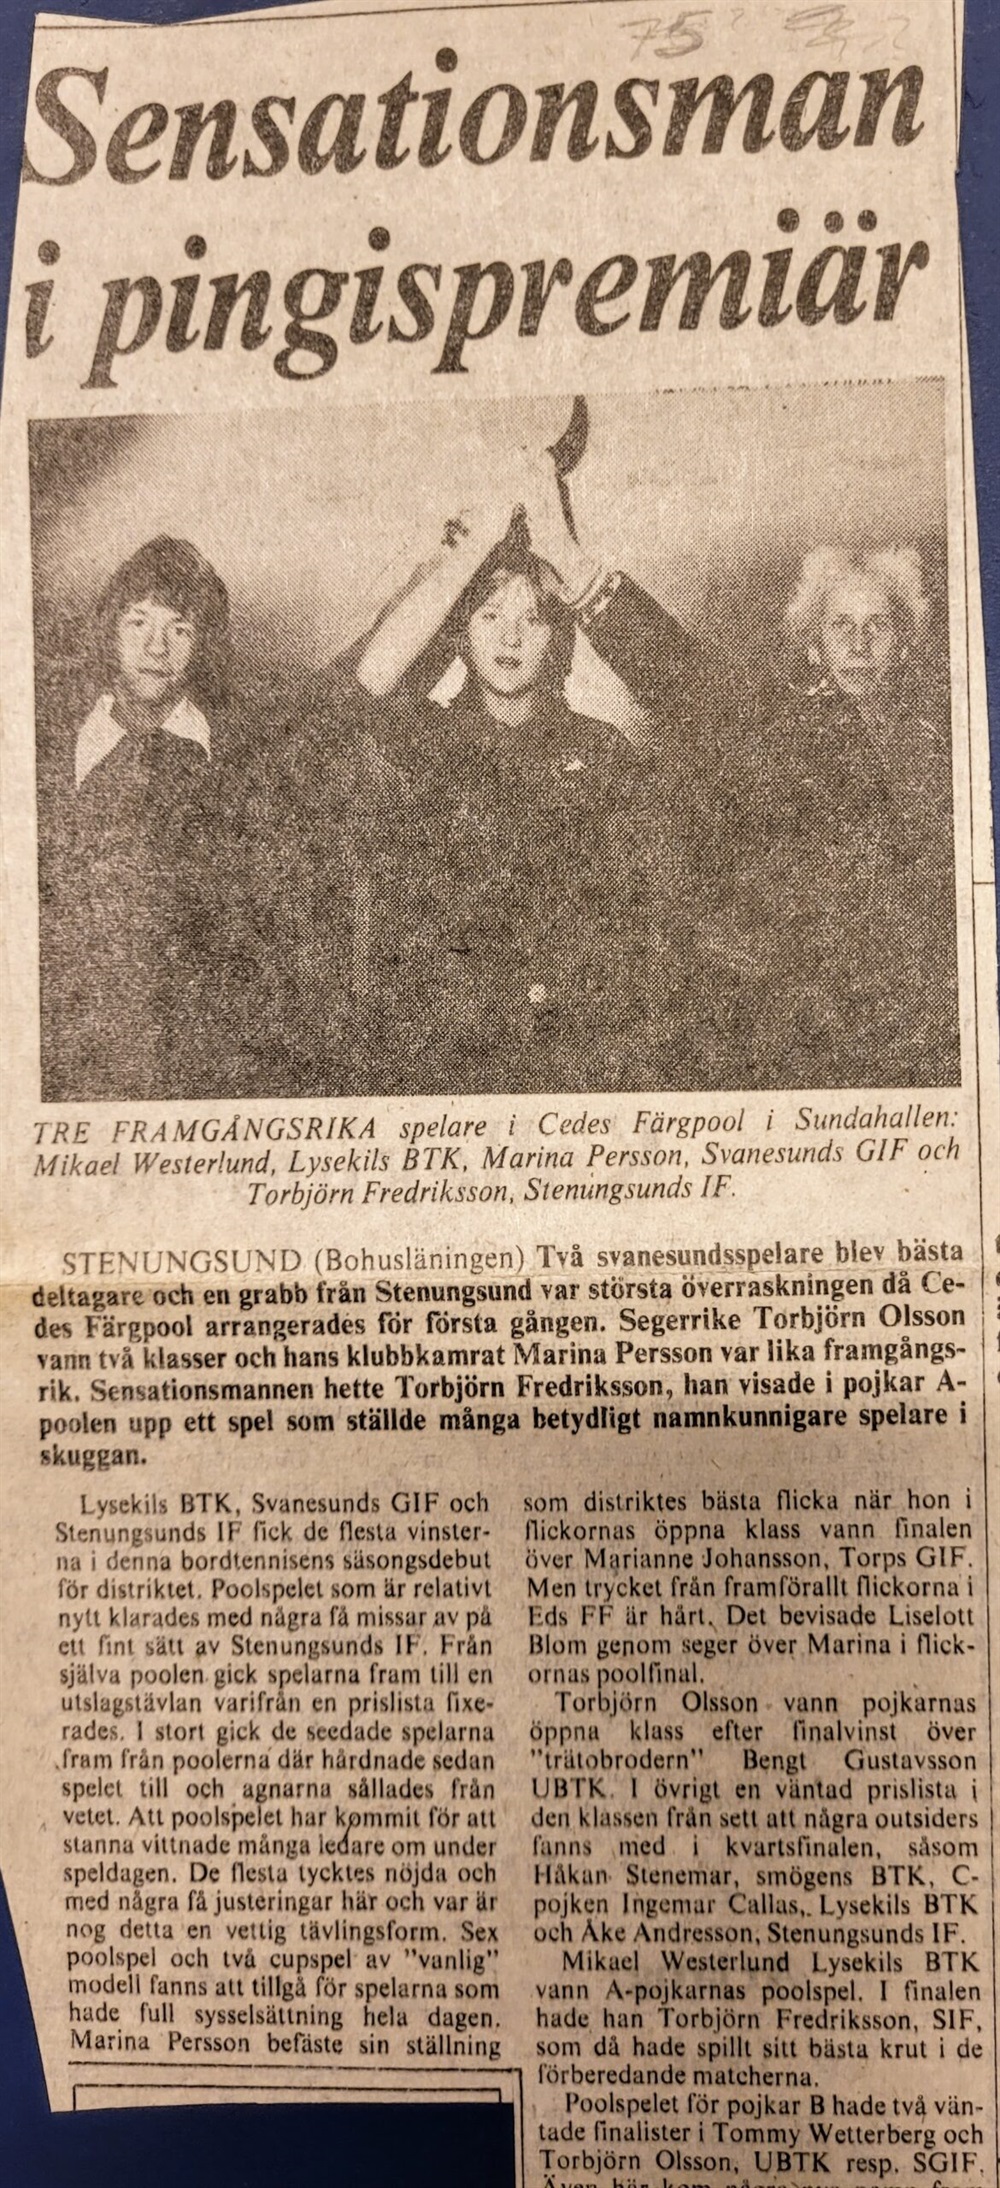 75
Sensationsman
i pingispremiär
TRE FRAMGÅNGSRIKA spelare i Cedes Färgpool i Sundahallen:
Mikael Westerlund, Lysekils BTK, Marina Persson, Svanesunds GIF och
Torbjörn Fredriksson, Stenungsunds IF.
STENUNGSUND (Bohusläningen) Två svanesundsspelare blev bästa
deltagare och en grabb från Stenungsund var största överraskningen då Ce-
des Färgpool arrangerades för första gången. Segerrike Torbjörn Olsson
vann två klasser och hans klubbkamrat Marina Persson var lika framgångs-
rik. Sensationsmannen hette Torbjörn Fredriksson, han visade i pojkar A-
poolen upp ett spel som ställde många betydligt namnkunnigare spelare i
skuggan.
Lysekils BTK, Svanesunds GIF och
Stenungsunds IF fick de flesta vinster-
na i denna bordtennisens säsongsdebut
för distriktet. Poolspelet som är relativt
nytt klarades med några få missar av på
ett fint sätt av Stenungsunds IF. Från
själva poolen gick spelarna fram till en
utslagstävlan varifrån en prislista fixe-
rades. I stort gick de seedade spelarna
fram från poolerna där hårdnade sedan
spelet till och agnarna sållades från
vetet. Att poolspelet har kommit för att
stanna vittnade många ledare om under
speldagen. De flesta tycktes nöjda och
med några få justeringar här och var är
nog detta en vettig tävlingsform. Sex
poolspel och två cupspel av "vanlig"
modell fanns att tillgå för spelarna som
hade full sysselsättning hela dagen.
Marina Persson befäste sin ställning
som distriktes bästa flicka när hon i
flickornas öppna klass vann finalen
över Marianne Johansson, Torps GIF.
Men trycket från framförallt flickorna i
Eds FF är hårt. Det bevisade Liselott
Blom genom seger över Marina i flick-
ornas poolfinal.
Torbjörn Olsson vann pojkarnas
öppna klass efter finalvinst över
"trätobrodern" Bengt Gustavsson
UBTK. I övrigt en väntad prislista i
den klassen från sett att några outsiders
fanns med i kvartsfinalen, såsom
Håkan Stenemar, smögens BTK, C-
pojken Ingemar Callas, Lysekils BTK
och Åke Andresson, Stenungsunds IF.
Mikael Westerlund Lysekils BTK
vann A-pojkarnas poolspel. I finalen
hade han Torbjörn Fredriksson, SIF,
som då hade spillt sitt bästa krut i de
förberedande matcherna.
Poolspelet för pojkar B hade två vän-
tade finalister i Tommy Wetterberg och
Torbjörn Olsson, UBTK resp. SGIF.